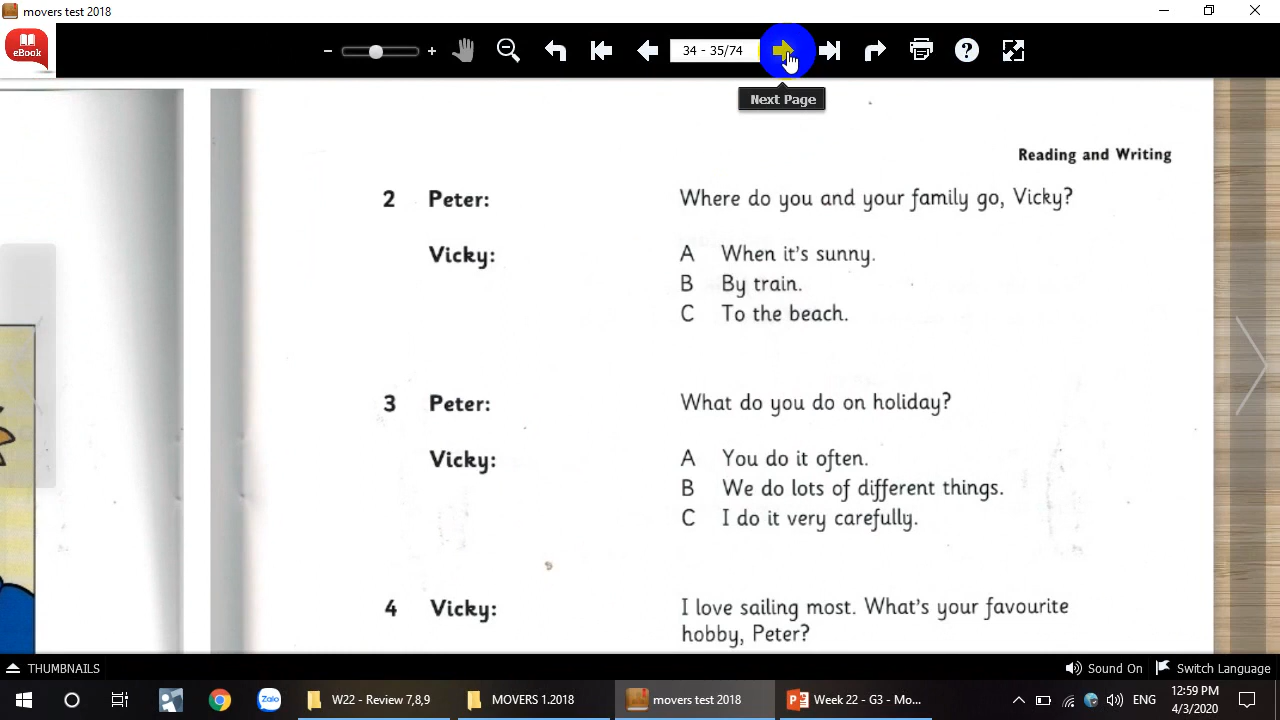 movers test 2018
eBook
34 - 35/74
Next Page
Reading and Writing
2 Peter: Where do you and your family go, Vicky?
Vicky: A When it's sunny.
B By train.
C To the beach.
3 Peter: What do you do on holiday?
Vicky: A You do it often.
B We do lots of different things.
C I do it very carefully.
4 Vicky: I love sailing most. What's your favourite
hobby, Peter?
THUMBNAILS
Sound On
Switch Language
Zalo
W22 - Review 7,8,9
MOVERS 1.2018
movers test 2018
Week 22 - G3 - Mo...
ENG
12:59 PM
4/3/2020